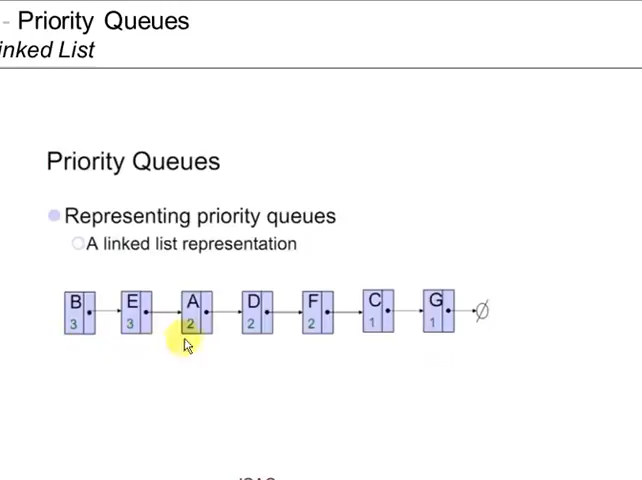 - Priority Queues
inked List
Priority Queues
Representing priority queues
A linked list representation
B E A D F C G ∅
3 3 2 2 2 1 1